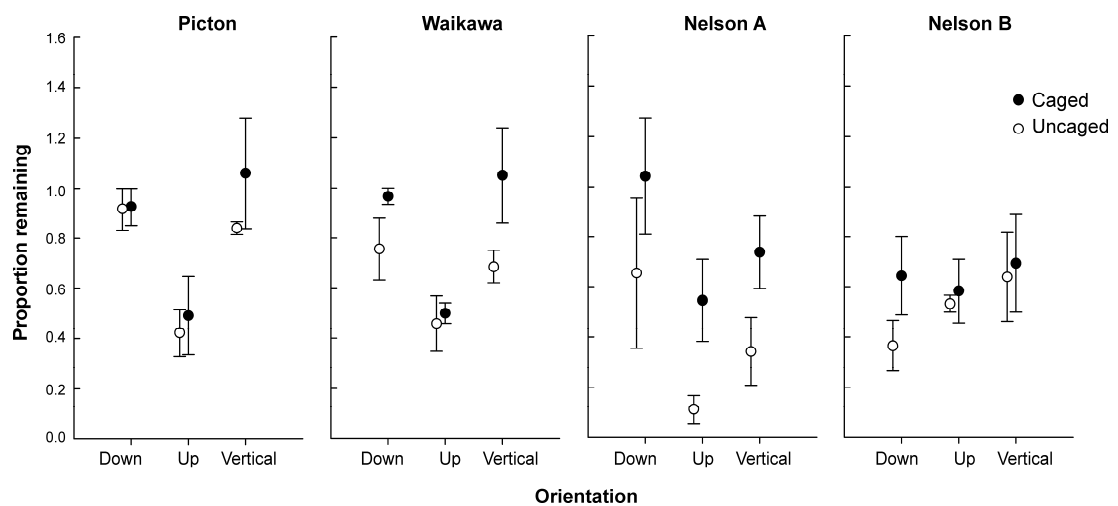 Picton
Waikawa
Nelson A
Nelson B
Caged
Uncaged
Proportion remaining
1.6
1.4
1.2
1.0
0.8
0.6
0.4
0.2
0.0
Down Up Vertical
Down Up Vertical
Down Up Vertical
Down Up Vertical
Orientation